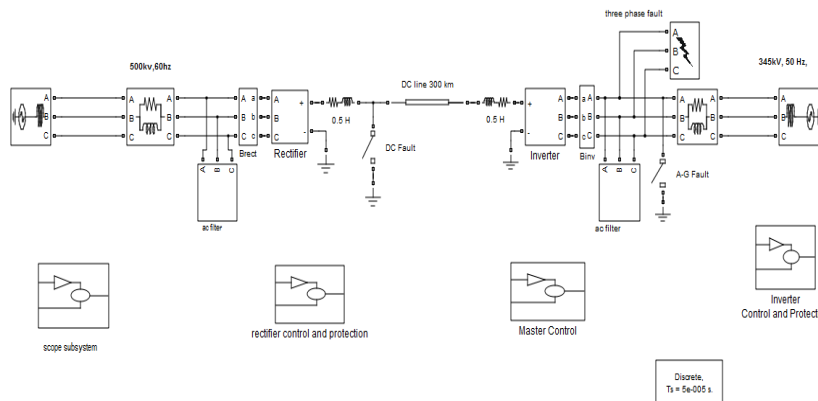 three phase fault
500kv,60hz
345kV, 50 Hz,
DC line 300 km
A
B
C
A A
B B
C C
A a
B b
C C
A +
B
C -
0.5 H
0.5 H
+ A
B
- C
a A
b B
c C
A A
B B
C C
A
B
C
Brect
Rectifier
DC Fault
Inverter
Binv
A-G Fault
A B C
A B C
ac filter
ac filter
scope subsystem
rectifier control and protection
Master Control
Inverter
Control and Protect
Discrete,
Ts = 5e-005 s.